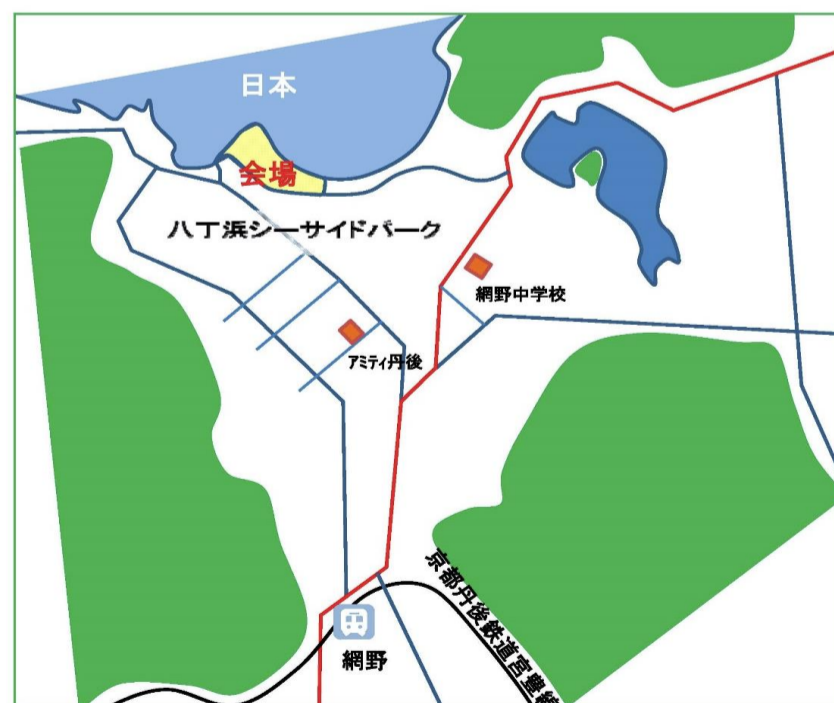 日本
会場
八丁浜シーサイドパーク
網野中学校
アミティ丹後
京都丹後鉄道宮豊線
網野